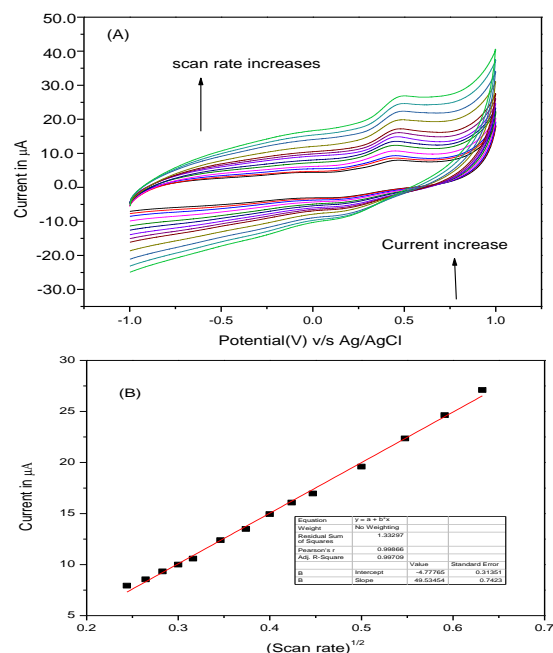 (A)
50.0
40.0
30.0
20.0
10.0
0.0
-10.0
-20.0
-30.0
scan rate increases
Current increase
Current in μA
-1.0 -0.5 0.0 0.5 1.0
Potential(V) v/s Ag/AgCl
(B)
30
25
20
15
10
5
Current in μA
Equation y = a + b*x
Weight No Weighting
Residual Sum
of Squares 1.33297
Pearson's r 0.99866
Adj. R-Square 0.99709
Value Standard Error
B Intercept -4.77765 0.31351
B Slope 49.53454 0.7423
0.2 0.3 0.4 0.5 0.6 0.7
(Scan rate)1/2